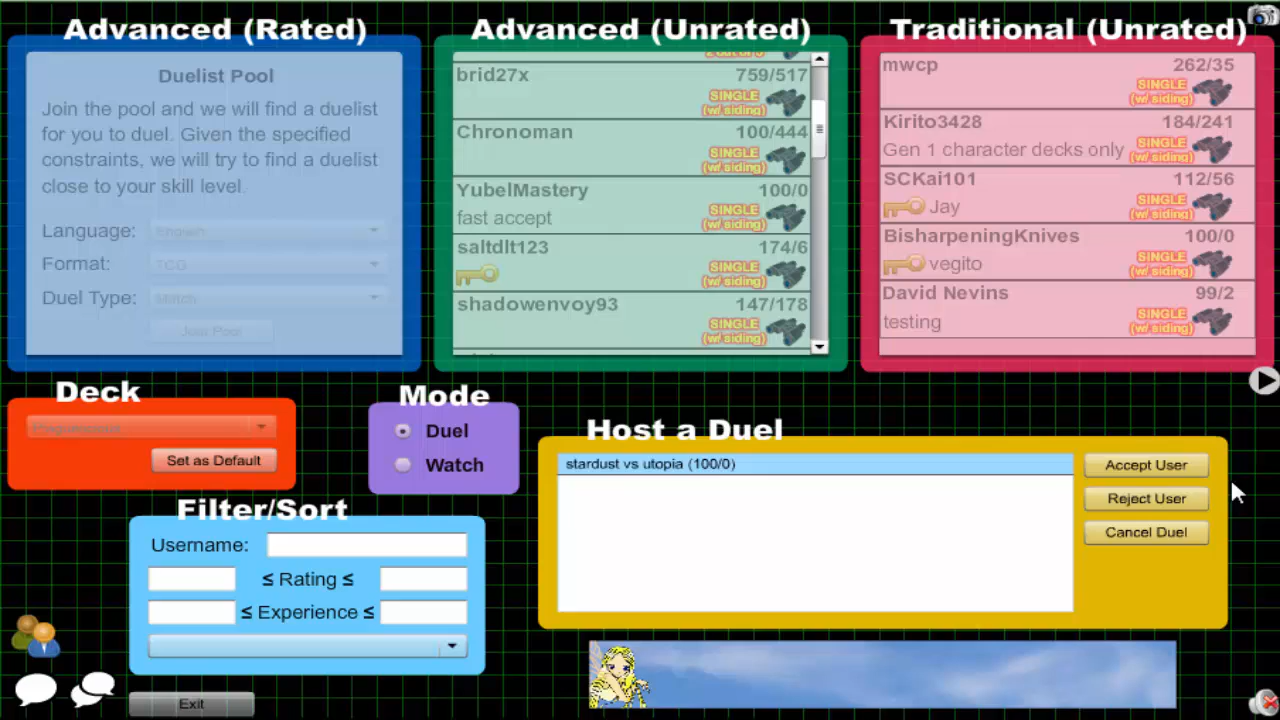 Advanced (Rated)
Duelist Pool
Join the pool and we will find a duelist
for you to duel. Given the specified
constraints, we will try to find a duelist
close to your skill level.
Language: English
Format: TCG
Duel Type: Match
Join Pool
Advanced (Unrated)
brid27x 759/517
SINGLE
(w/ siding)
Chronoman 100/444
SINGLE
(w/ siding)
YubelMastery 100/0
fast accept SINGLE
(w/ siding)
saltdlt123 174/6
SINGLE
(w/ siding)
shadowenvoy93 147/178
SINGLE
(w/ siding)
Traditional (Unrated)
mwcp 262/35
SINGLE
(w/ siding)
Kirito3428 184/241
Gen 1 character decks only SINGLE
(w/ siding)
SCKai101 112/56
Jay SINGLE
(w/ siding)
BisharpeningKnives 100/0
vegito SINGLE
(w/ siding)
David Nevins 99/2
testing SINGLE
(w/ siding)
Deck
Set as Default
Mode
Duel
Watch
Host a Duel
stardust vs utopia (100/0)
Accept User
Reject User
Cancel Duel
Filter/Sort
Username:
≤ Rating ≤
≤ Experience ≤
Exit